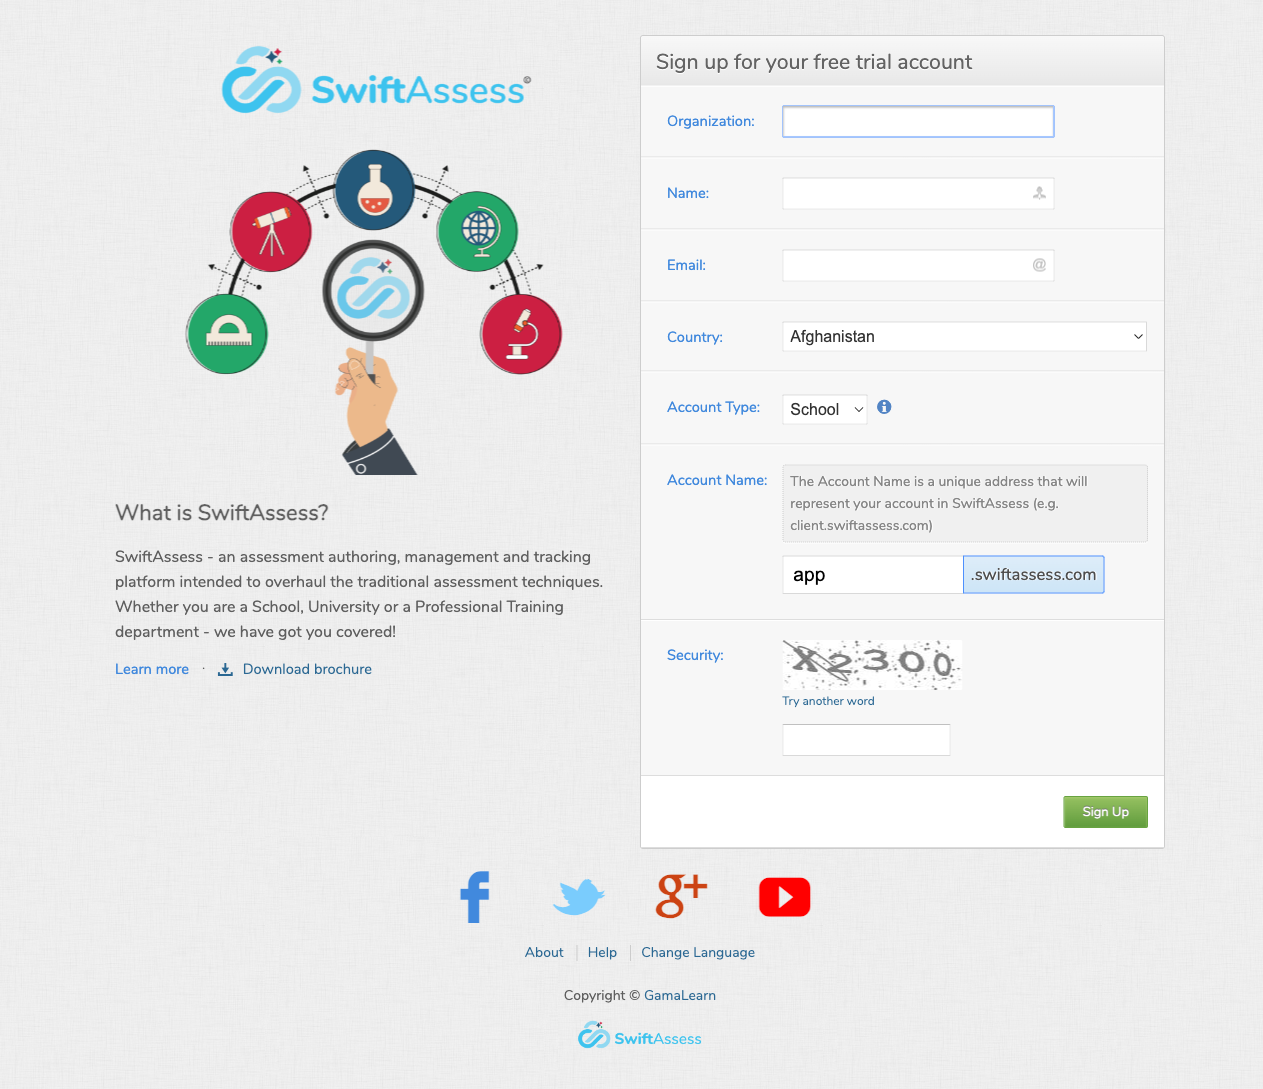 SwiftAssess©
What is SwiftAssess?
SwiftAssess - an assessment authoring, management and tracking
platform intended to overhaul the traditional assessment techniques.
Whether you are a School, University or a Professional Training
department - we have got you covered!
Learn more · Download brochure
Sign up for your free trial account
Organization:
Name:
Email:
@
Country: Afghanistan
Account Type: School
Account Name: The Account Name is a unique address that will
represent your account in SwiftAssess (e.g.
client.swiftassess.com)
app .swiftassess.com
Security: X2300
Try another word
Sign Up
f g+
About Help Change Language
Copyright © GamaLearn
SwiftAssess